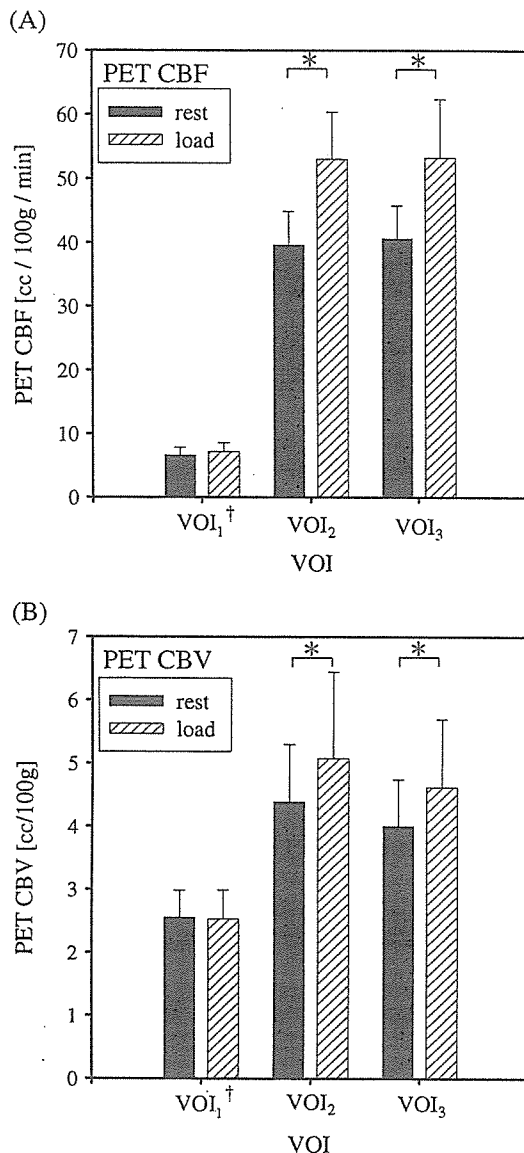 (A)
PET CBF
rest
load
*
*
70
60
50
40
30
20
10
0
PET CBF [cc / 100g / min]
VOI₁†
VOI₂
VOI₃
VOI
(B)
PET CBV
rest
load
*
*
7
6
5
4
3
2
1
0
PET CBV [cc/100g]
VOI₁†
VOI₂
VOI₃
VOI